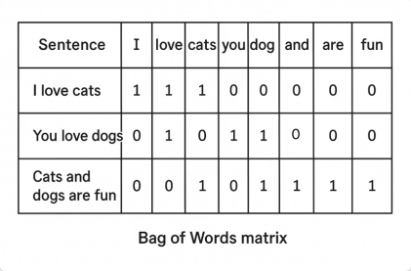 Sentence I love cats you dog and are fun
I love cats 1 1 1 0 0 0 0 0
You love dogs 0 1 0 1 1 0 0 0
Cats and
dogs are fun 0 0 1 0 1 1 1 1
Bag of Words matrix